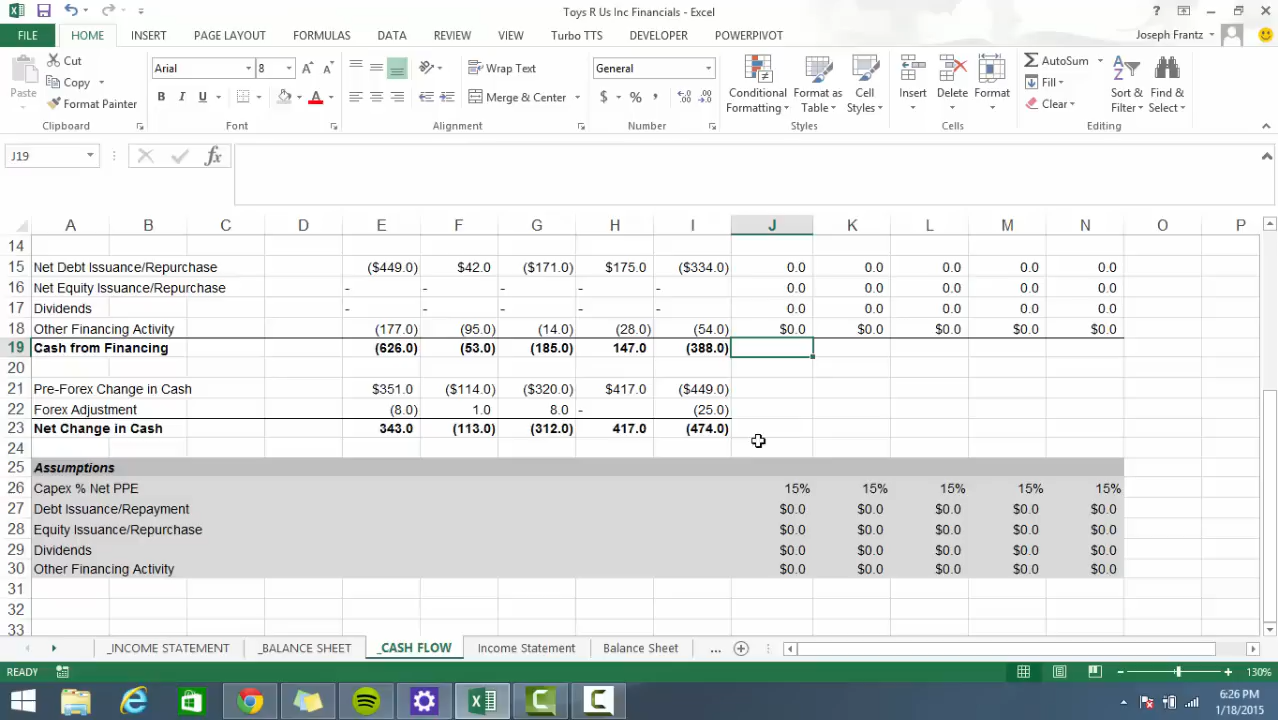 Toys R Us Inc Financials - Excel
FILE HOME INSERT PAGE LAYOUT FORMULAS DATA REVIEW VIEW Turbo TTS DEVELOPER POWERPIVOT Joseph Frantz
Paste Cut Copy Format Painter Clipboard
Arial 8 B I U A Font
Wrap Text Merge & Center Alignment
General $ % , Number
Conditional Formatting Format as Table Cell Styles Styles
Insert Delete Format Cells
AutoSum Fill Clear Sort & Filter Find & Select Editing
J19 fx
A B C D E F G H I J K L M N O P
14
15 Net Debt Issuance/Repurchase ($449.0) $42.0 ($171.0) $175.0 ($334.0) 0.0 0.0 0.0 0.0 0.0
16 Net Equity Issuance/Repurchase - - - - - 0.0 0.0 0.0 0.0 0.0
17 Dividends - - - - - 0.0 0.0 0.0 0.0 0.0
18 Other Financing Activity (177.0) (95.0) (14.0) (28.0) (54.0) $0.0 $0.0 $0.0 $0.0 $0.0
19 Cash from Financing (626.0) (53.0) (185.0) 147.0 (388.0)
20
21 Pre-Forex Change in Cash $351.0 ($114.0) ($320.0) $417.0 ($449.0)
22 Forex Adjustment (8.0) 1.0 8.0 - (25.0)
23 Net Change in Cash 343.0 (113.0) (312.0) 417.0 (474.0)
24
25 Assumptions
26 Capex % Net PPE 15% 15% 15% 15% 15%
27 Debt Issuance/Repayment $0.0 $0.0 $0.0 $0.0 $0.0
28 Equity Issuance/Repurchase $0.0 $0.0 $0.0 $0.0 $0.0
29 Dividends $0.0 $0.0 $0.0 $0.0 $0.0
30 Other Financing Activity $0.0 $0.0 $0.0 $0.0 $0.0
31
32
33
_INCOME STATEMENT _BALANCE SHEET _CASH FLOW Income Statement Balance Sheet ...
READY 130%
6:26 PM
1/18/2015